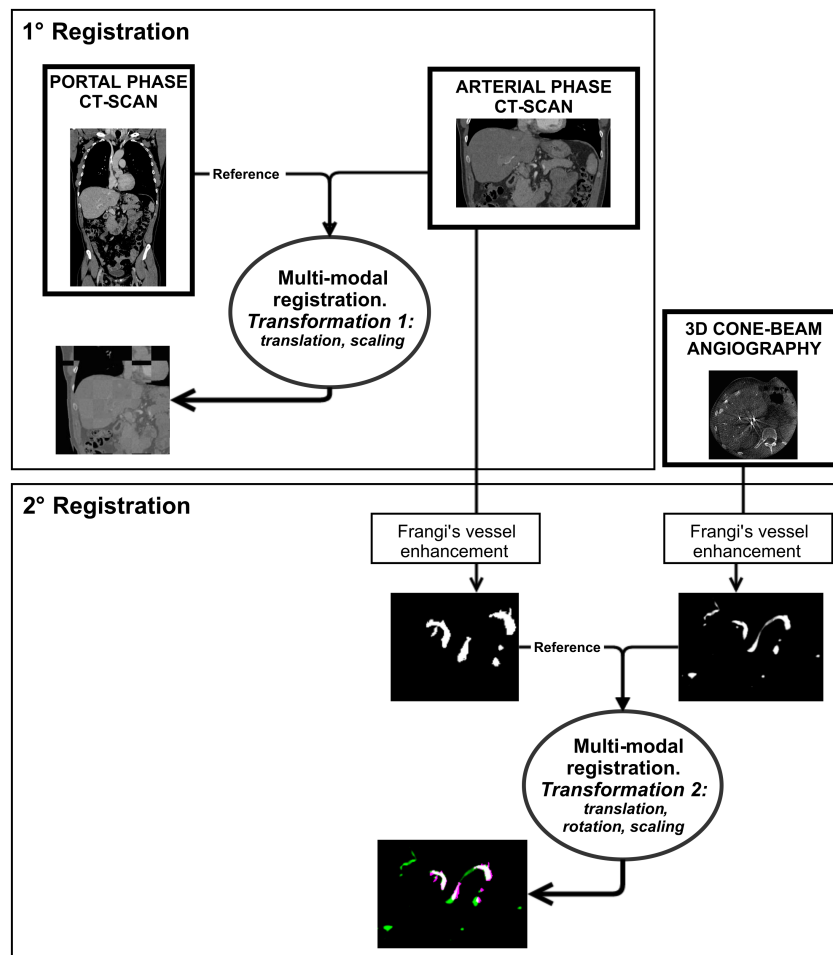 1° Registration
PORTAL PHASE
CT-SCAN
ARTERIAL PHASE
CT-SCAN
Reference
Multi-modal
registration.
Transformation 1:
translation, scaling
3D CONE-BEAM
ANGIOGRAPHY
2° Registration
Frangi's vessel
enhancement
Frangi's vessel
enhancement
Reference
Multi-modal
registration.
Transformation 2:
translation,
rotation, scaling